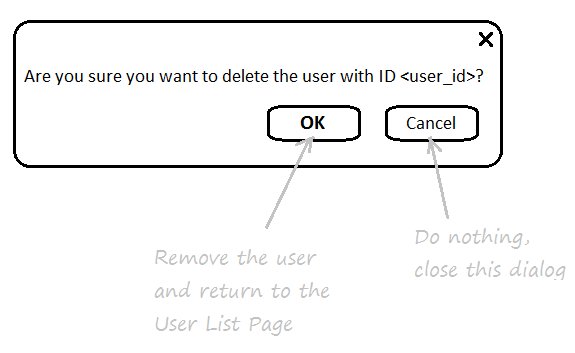 Are you sure you want to delete the user with ID <user_id>?
OK
Cancel
Remove the user
and return to the
User List Page
Do nothing,
close this dialog